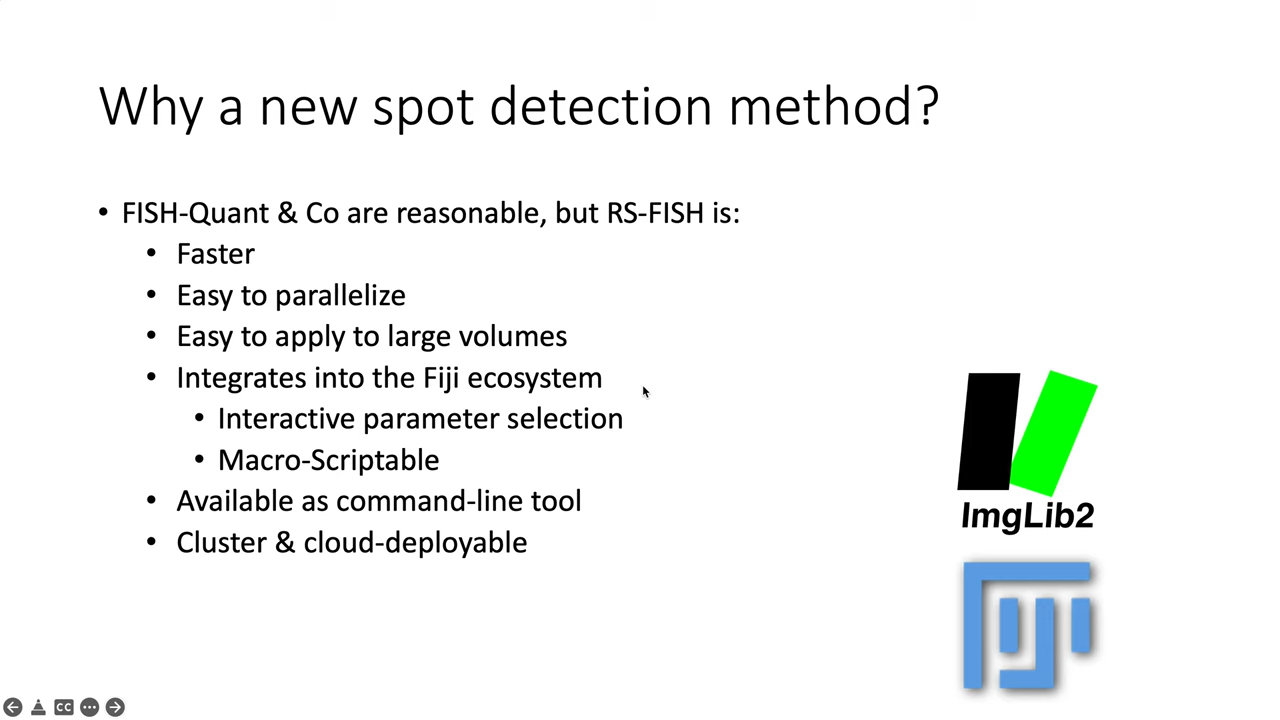 Why a new spot detection method?
• FISH-Quant & Co are reasonable, but RS-FISH is:
• Faster
• Easy to parallelize
• Easy to apply to large volumes
• Integrates into the Fiji ecosystem
• Interactive parameter selection
• Macro-Scriptable
• Available as command-line tool
• Cluster & cloud-deployable
ImgLib2
CC